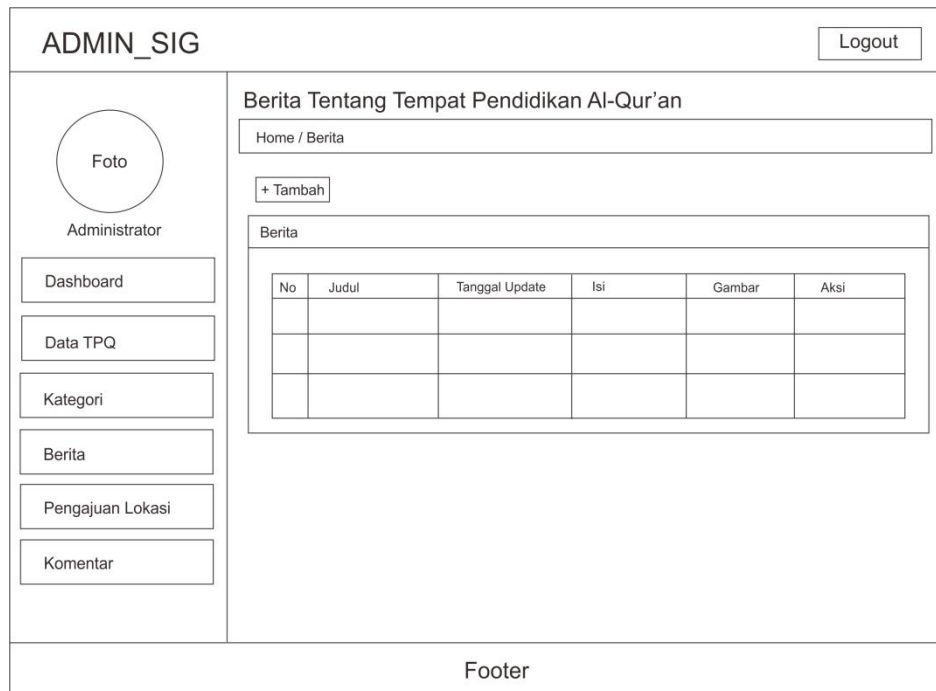 ADMIN_SIG
Logout
Foto
Administrator
Dashboard
Data TPQ
Kategori
Berita
Pengajuan Lokasi
Komentar
Berita Tentang Tempat Pendidikan Al-Qur’an
Home / Berita
+ Tambah
Berita
No Judul Tanggal Update Isi Gambar Aksi
Footer